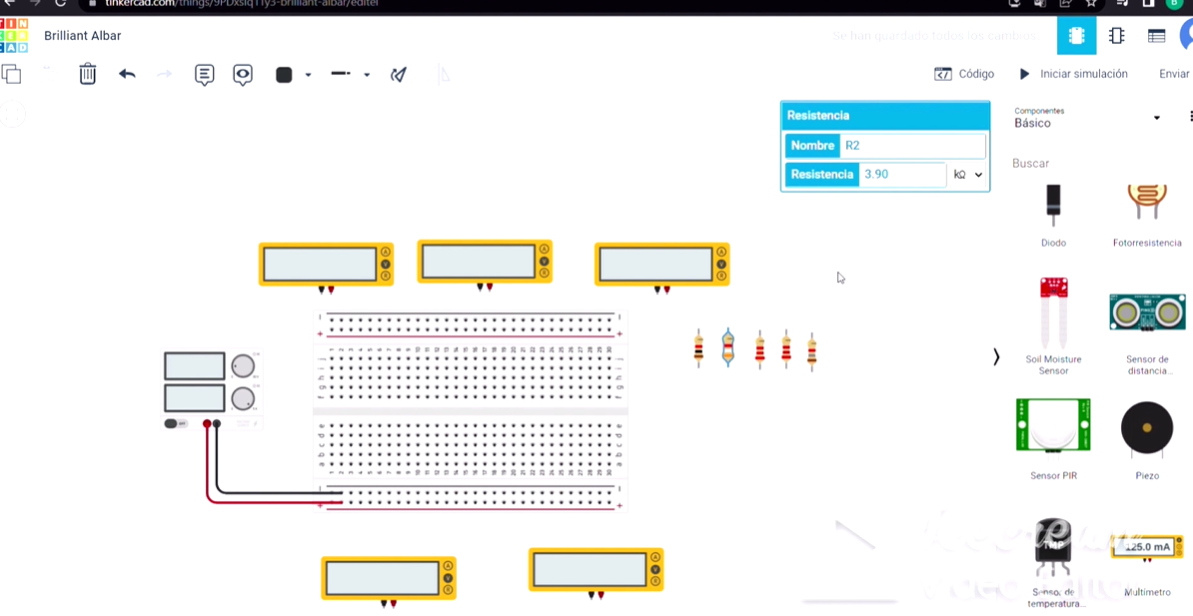 tinkercad.com/things/9PDxsiq1Ty3-brilliant-albar/editel
TIN
KER
CAD
Brilliant Albar
Se han guardado todos los cambios
Código
Iniciar simulación
Enviar
Resistencia
Nombre R2
Resistencia 3.90 kΩ
Componentes
Básico
Buscar
Diodo
Fotorresistencia
Soil Moisture
Sensor
Sensor de
distancia...
Sensor PIR
Piezo
TMP
125.0 mA
Sensor de
temperatura...
Multímetro